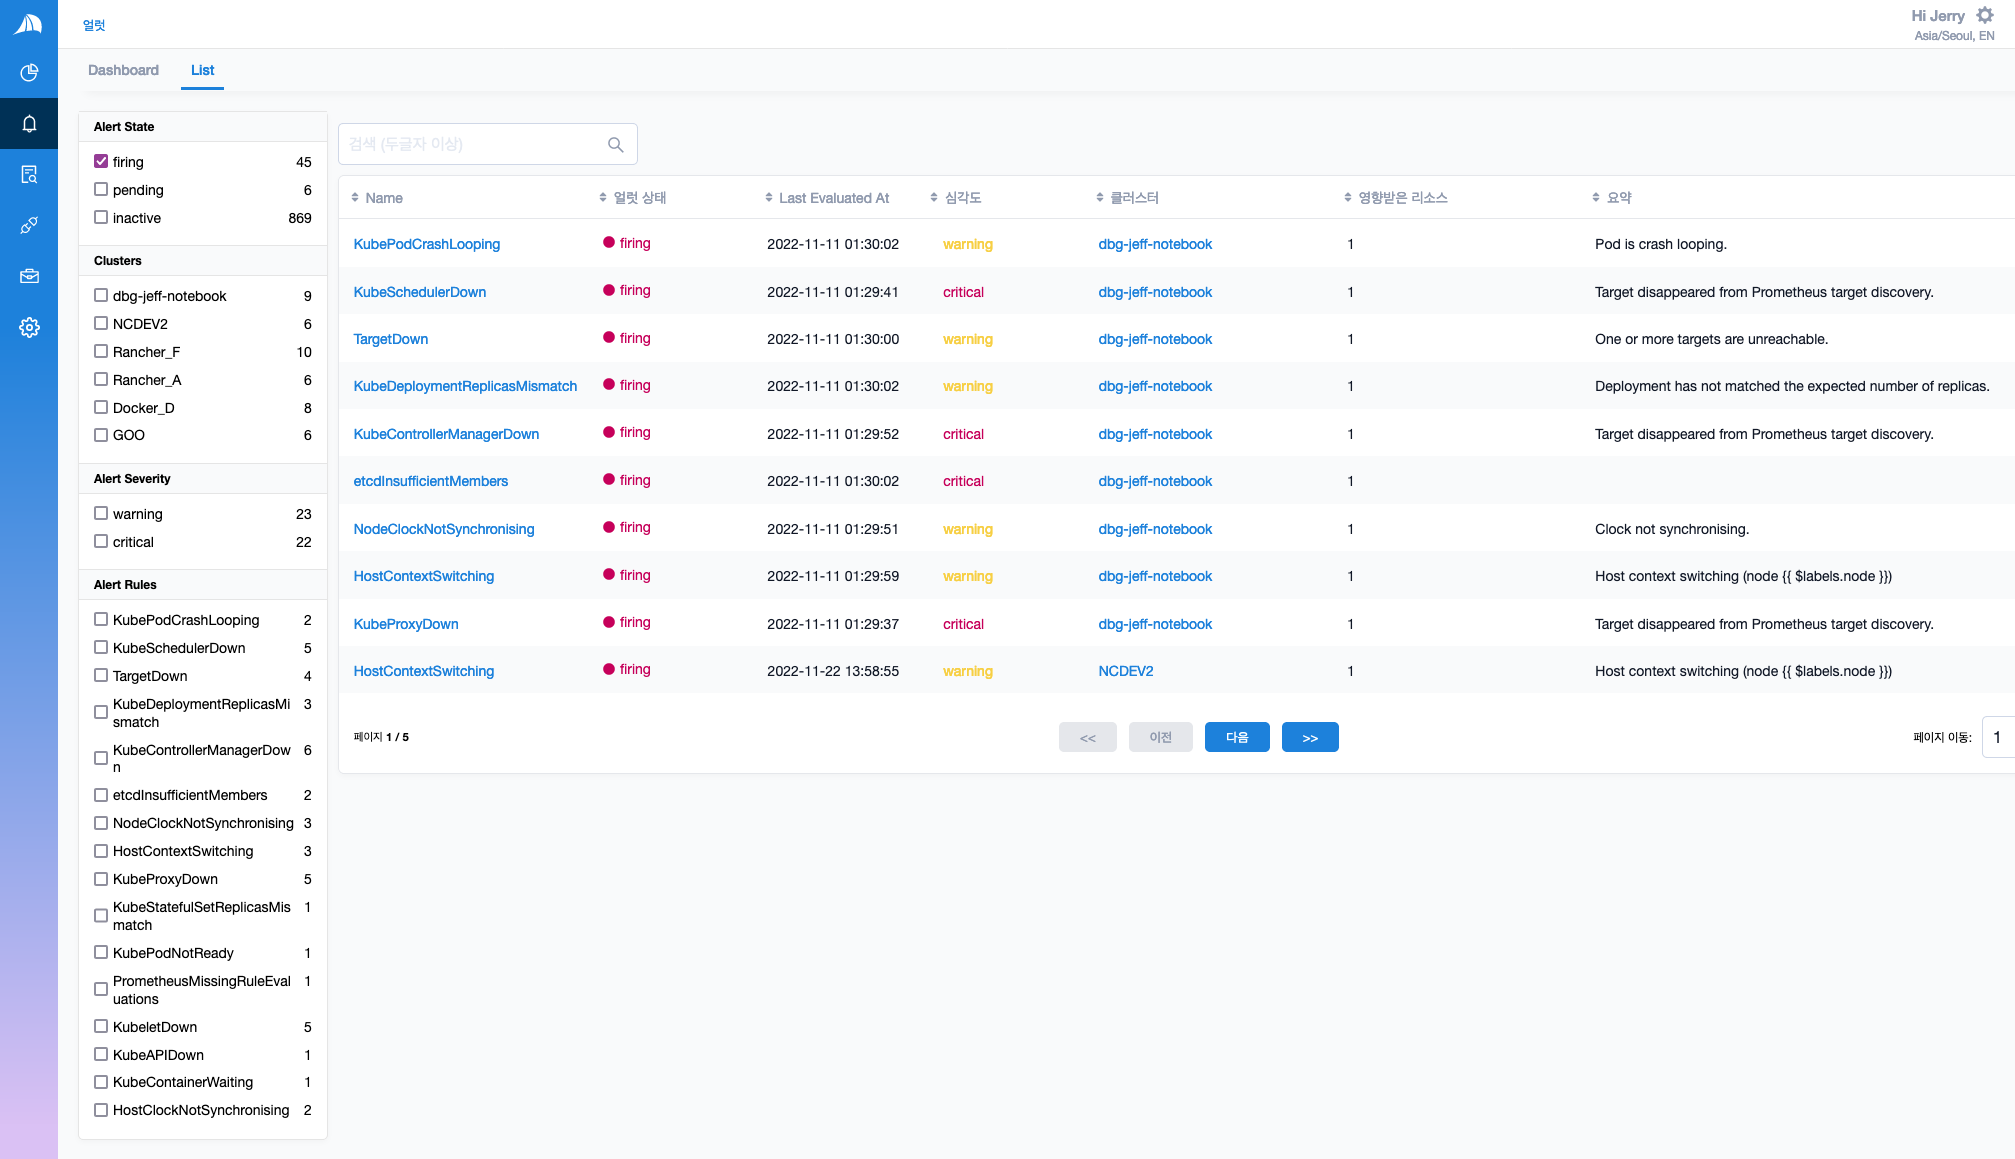 얼럿
Hi Jerry
Asia/Seoul, EN
Dashboard List
Alert State
firing 45
pending 6
inactive 869
Clusters
dbg-jeff-notebook 9
NCDEV2 6
Rancher_F 10
Rancher_A 6
Docker_D 8
GOO 6
Alert Severity
warning 23
critical 22
Alert Rules
KubePodCrashLooping 2
KubeSchedulerDown 5
TargetDown 4
KubeDeploymentReplicasMi 3
smatch
KubeControllerManagerDow 6
n
etcdInsufficientMembers 2
NodeClockNotSynchronising 3
HostContextSwitching 3
KubeProxyDown 5
KubeStatefulSetReplicasMis 1
match
KubePodNotReady 1
PrometheusMissingRuleEval 1
uations
KubeletDown 5
KubeAPIDown 1
KubeContainerWaiting 1
HostClockNotSynchronising 2
검색 (두글자 이상)
Name 얼럿 상태 Last Evaluated At 심각도 클러스터 영향받은 리소스 요약
KubePodCrashLooping firing 2022-11-11 01:30:02 warning dbg-jeff-notebook 1 Pod is crash looping.
KubeSchedulerDown firing 2022-11-11 01:29:41 critical dbg-jeff-notebook 1 Target disappeared from Prometheus target discovery.
TargetDown firing 2022-11-11 01:30:00 warning dbg-jeff-notebook 1 One or more targets are unreachable.
KubeDeploymentReplicasMismatch firing 2022-11-11 01:30:02 warning dbg-jeff-notebook 1 Deployment has not matched the expected number of replicas.
KubeControllerManagerDown firing 2022-11-11 01:29:52 critical dbg-jeff-notebook 1 Target disappeared from Prometheus target discovery.
etcdInsufficientMembers firing 2022-11-11 01:30:02 critical dbg-jeff-notebook 1
NodeClockNotSynchronising firing 2022-11-11 01:29:51 warning dbg-jeff-notebook 1 Clock not synchronising.
HostContextSwitching firing 2022-11-11 01:29:59 warning dbg-jeff-notebook 1 Host context switching (node {{ $labels.node }})
KubeProxyDown firing 2022-11-11 01:29:37 critical dbg-jeff-notebook 1 Target disappeared from Prometheus target discovery.
HostContextSwitching firing 2022-11-22 13:58:55 warning NCDEV2 1 Host context switching (node {{ $labels.node }})
페이지 1 / 5 << 이전 다음 >> 페이지 이동: 1